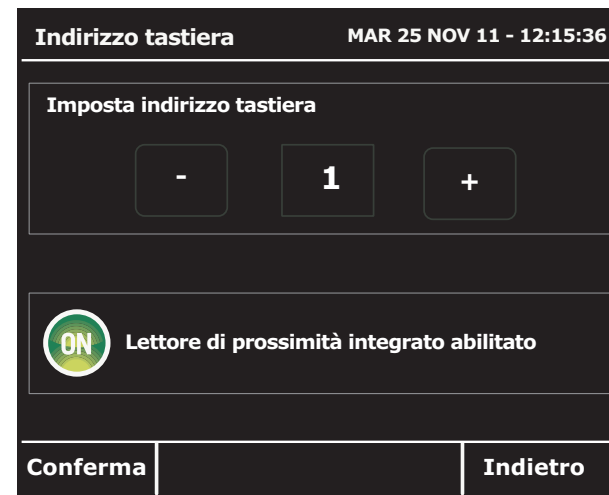 Indirizzo tastiera MAR 25 NOV 11 - 12:15:36
Imposta indirizzo tastiera
- 1 +
ON Lettore di prossimità integrato abilitato
Conferma Indietro